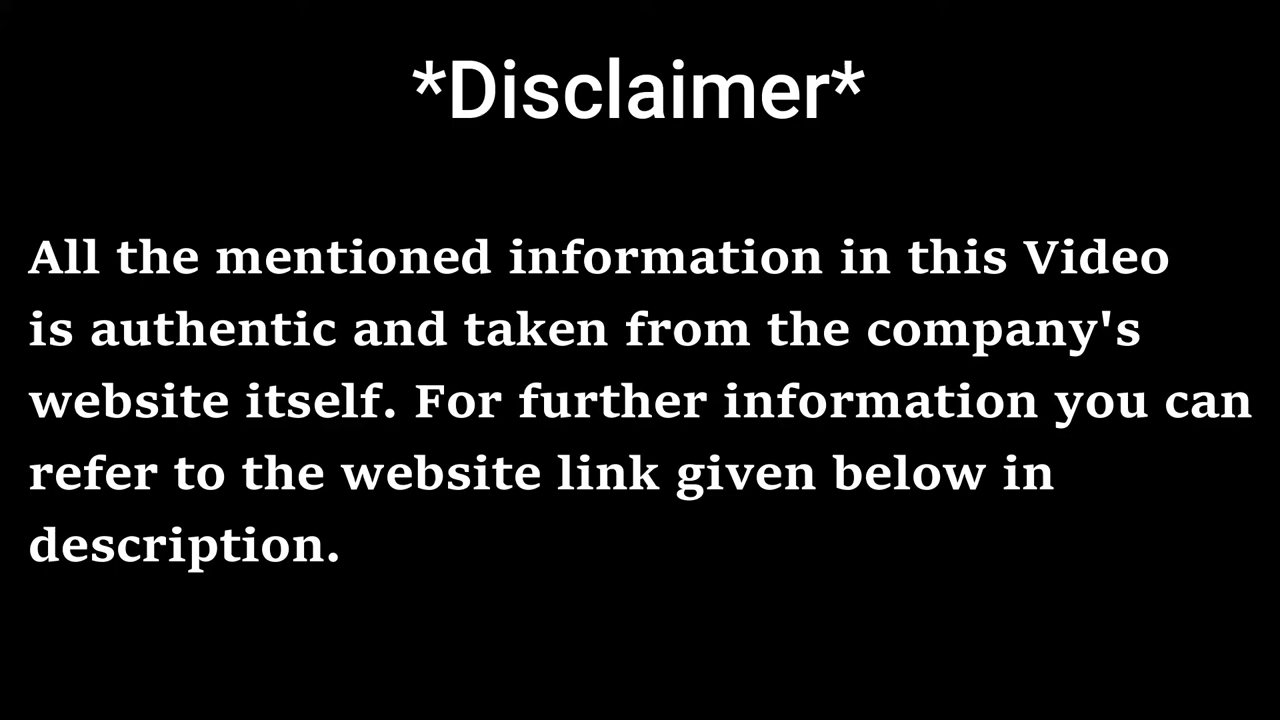 *Disclaimer*
All the mentioned information in this Video
is authentic and taken from the company's
website itself. For further information you can
refer to the website link given below in
description.